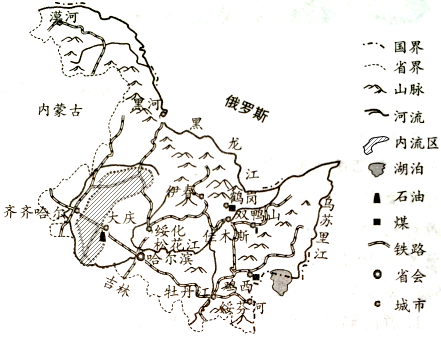 漠河
内蒙古
黑河
俄罗斯
黑
龙
江
伊春
鹤岗
双鸭山
佳木斯
乌
苏
里
江
齐齐哈尔
大庆
绥化
松花江
哈尔滨
吉林
牡丹江
鸡西
绥芬河
国界
省界
山脉
河流
内流区
湖泊
石油
煤
铁路
省会
城市